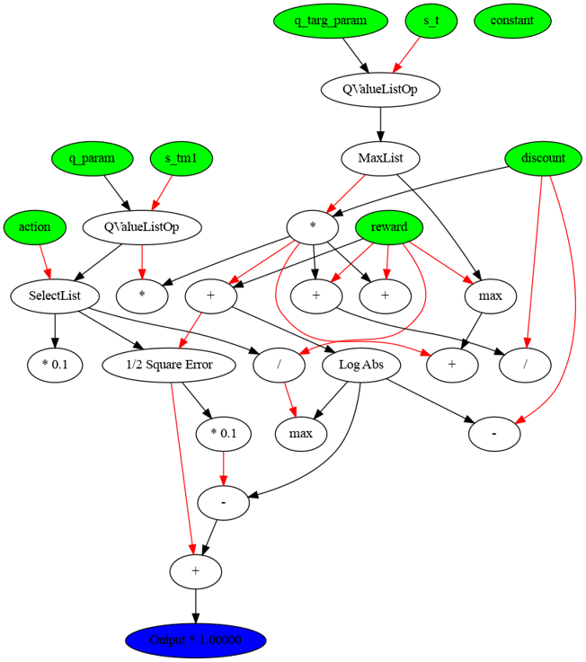 q_targ_param
s_t
constant
QValueListOp
q_param
s_tm1
MaxList
discount
action
QValueListOp
*
reward
SelectList
*
+
+
+
max
* 0.1
1/2 Square Error
/
Log Abs
+
/
* 0.1
max
-
-
+
Output * 1.00000